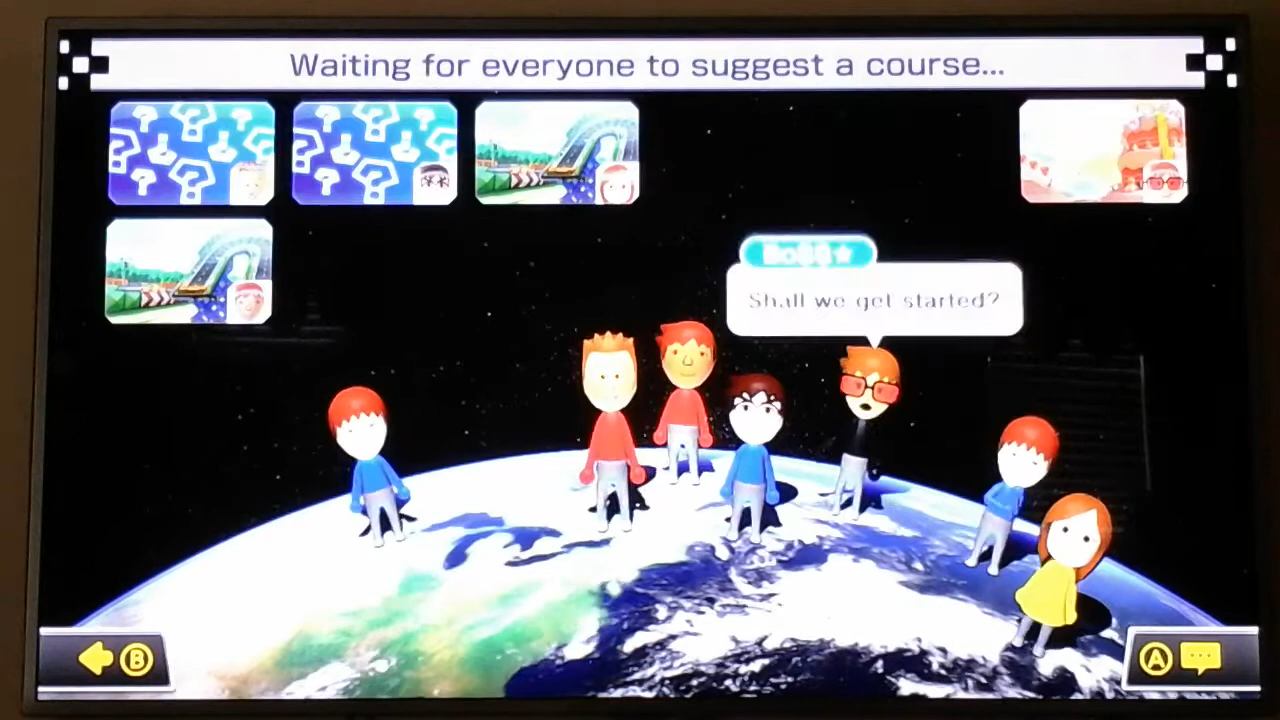 Waiting for everyone to suggest a course...
Shall we get started?
B
A